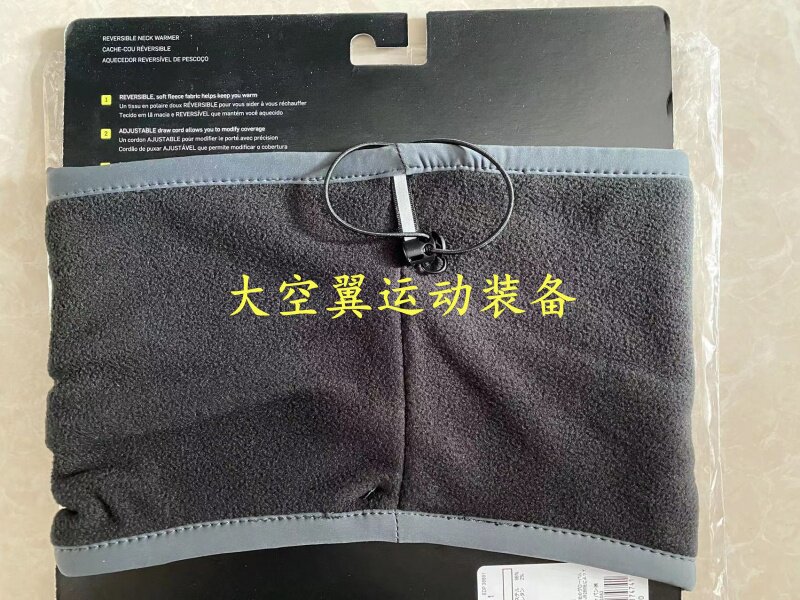 REVERSIBLE NECK WARMER
CACHE-COU RÉVERSIBLE
AQUECEDOR REVERSÍVEL DE PESCOÇO
1 REVERSIBLE, soft fleece fabric helps keep you warm
Un tissu en polaire doux RÉVERSIBLE pour vous aider à vous réchauffer
Tecido em lã macia e REVERSÍVEL que mantém você aquecido
2 ADJUSTABLE draw cord allows you to modify coverage
Un cordon AJUSTABLE pour modifier le porté avec précision
Cordão de puxar AJUSTÁVEL que permite modificar o cobertura
大空翼运动装备